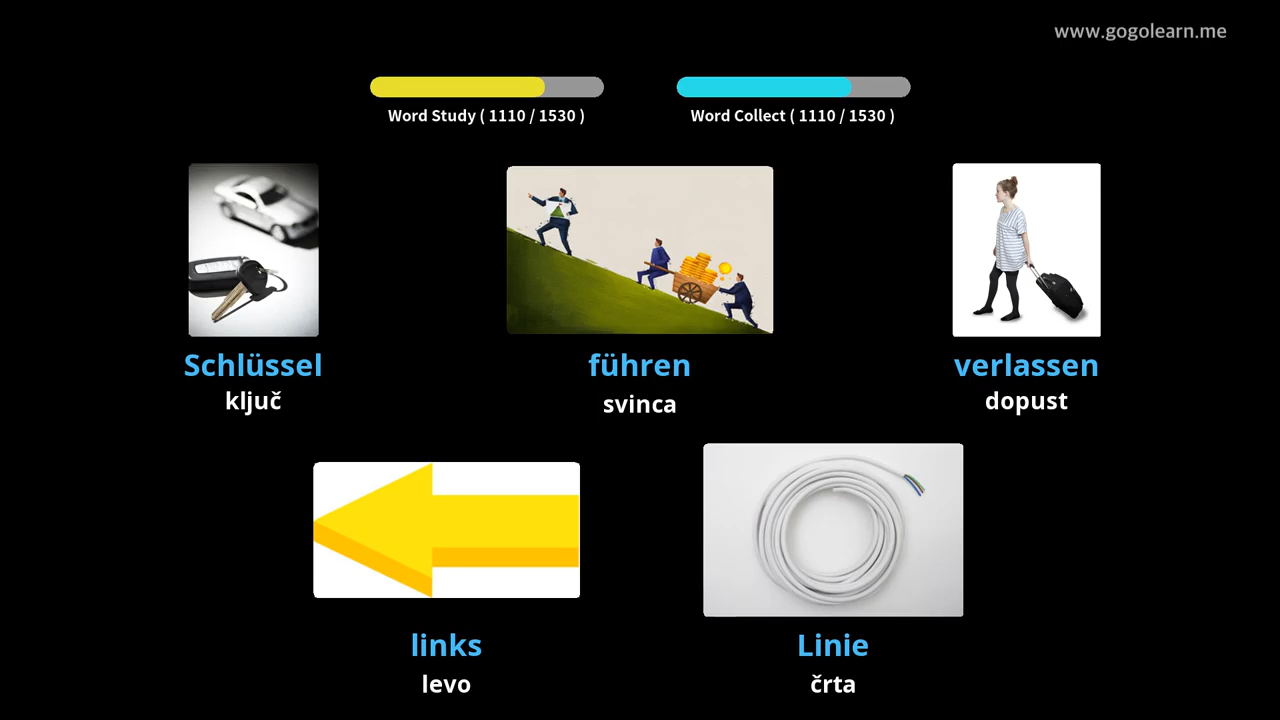 www.gogolearn.me
Word Study ( 1110 / 1530 )
Word Collect ( 1110 / 1530 )
Schlüssel
ključ
führen
svinca
verlassen
dopust
links
levo
Linie
črta